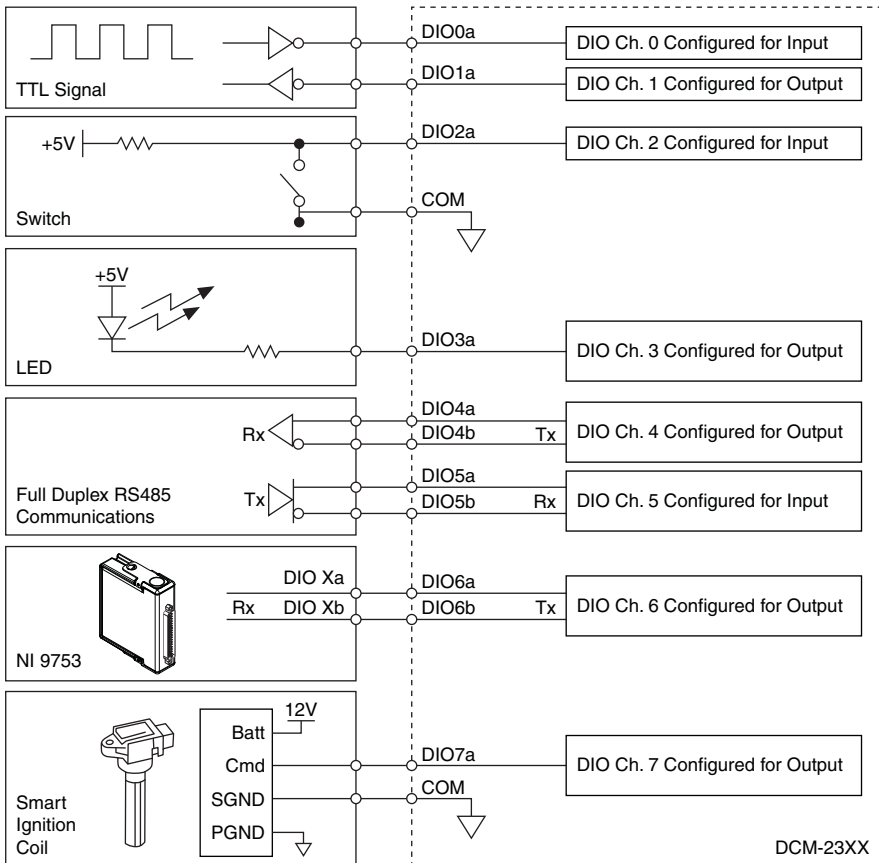 DIO0a
DIO Ch. 0 Configured for Input
DIO1a
DIO Ch. 1 Configured for Output
TTL Signal
+5V
DIO2a
DIO Ch. 2 Configured for Input
COM
Switch
+5V
DIO3a
DIO Ch. 3 Configured for Output
LED
DIO4a
Rx
DIO4b
Tx
DIO Ch. 4 Configured for Output
DIO5a
Tx
DIO5b
Rx
DIO Ch. 5 Configured for Input
Full Duplex RS485
Communications
DIO Xa
DIO6a
Rx
DIO Xb
DIO6b
Tx
DIO Ch. 6 Configured for Output
NI 9753
12V
Batt
Cmd
DIO7a
DIO Ch. 7 Configured for Output
SGND
COM
PGND
Smart
Ignition
Coil
DCM-23XX